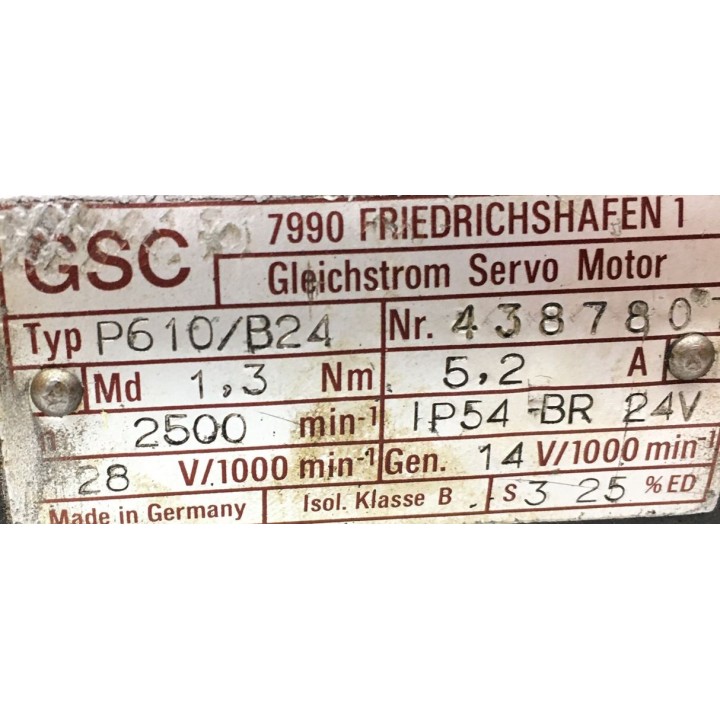 GSC
7990 FRIEDRICHSHAFEN 1
Gleichstrom Servo Motor
Typ P610/B24 Nr. 438780
Md 1,3 Nm 5,2 A
n 2500 min-1 IP54-BR 24V
28 V/1000 min-1 Gen. 14 V/1000 min-1
Made in Germany Isol. Klasse B S3 25 %ED